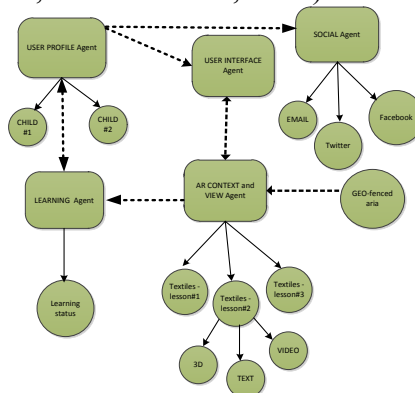 USER PROFILE Agent
SOCIAL Agent
USER INTERFACE
Agent
CHILD
#1
CHILD
#2
EMAIL
Twitter
Facebook
LEARNING Agent
AR CONTEXT and
VIEW Agent
GEO-fenced
aria
Learning
status
Textiles -
lesson#1
Textiles -
lesson#2
Textiles -
lesson#3
3D
TEXT
VIDEO